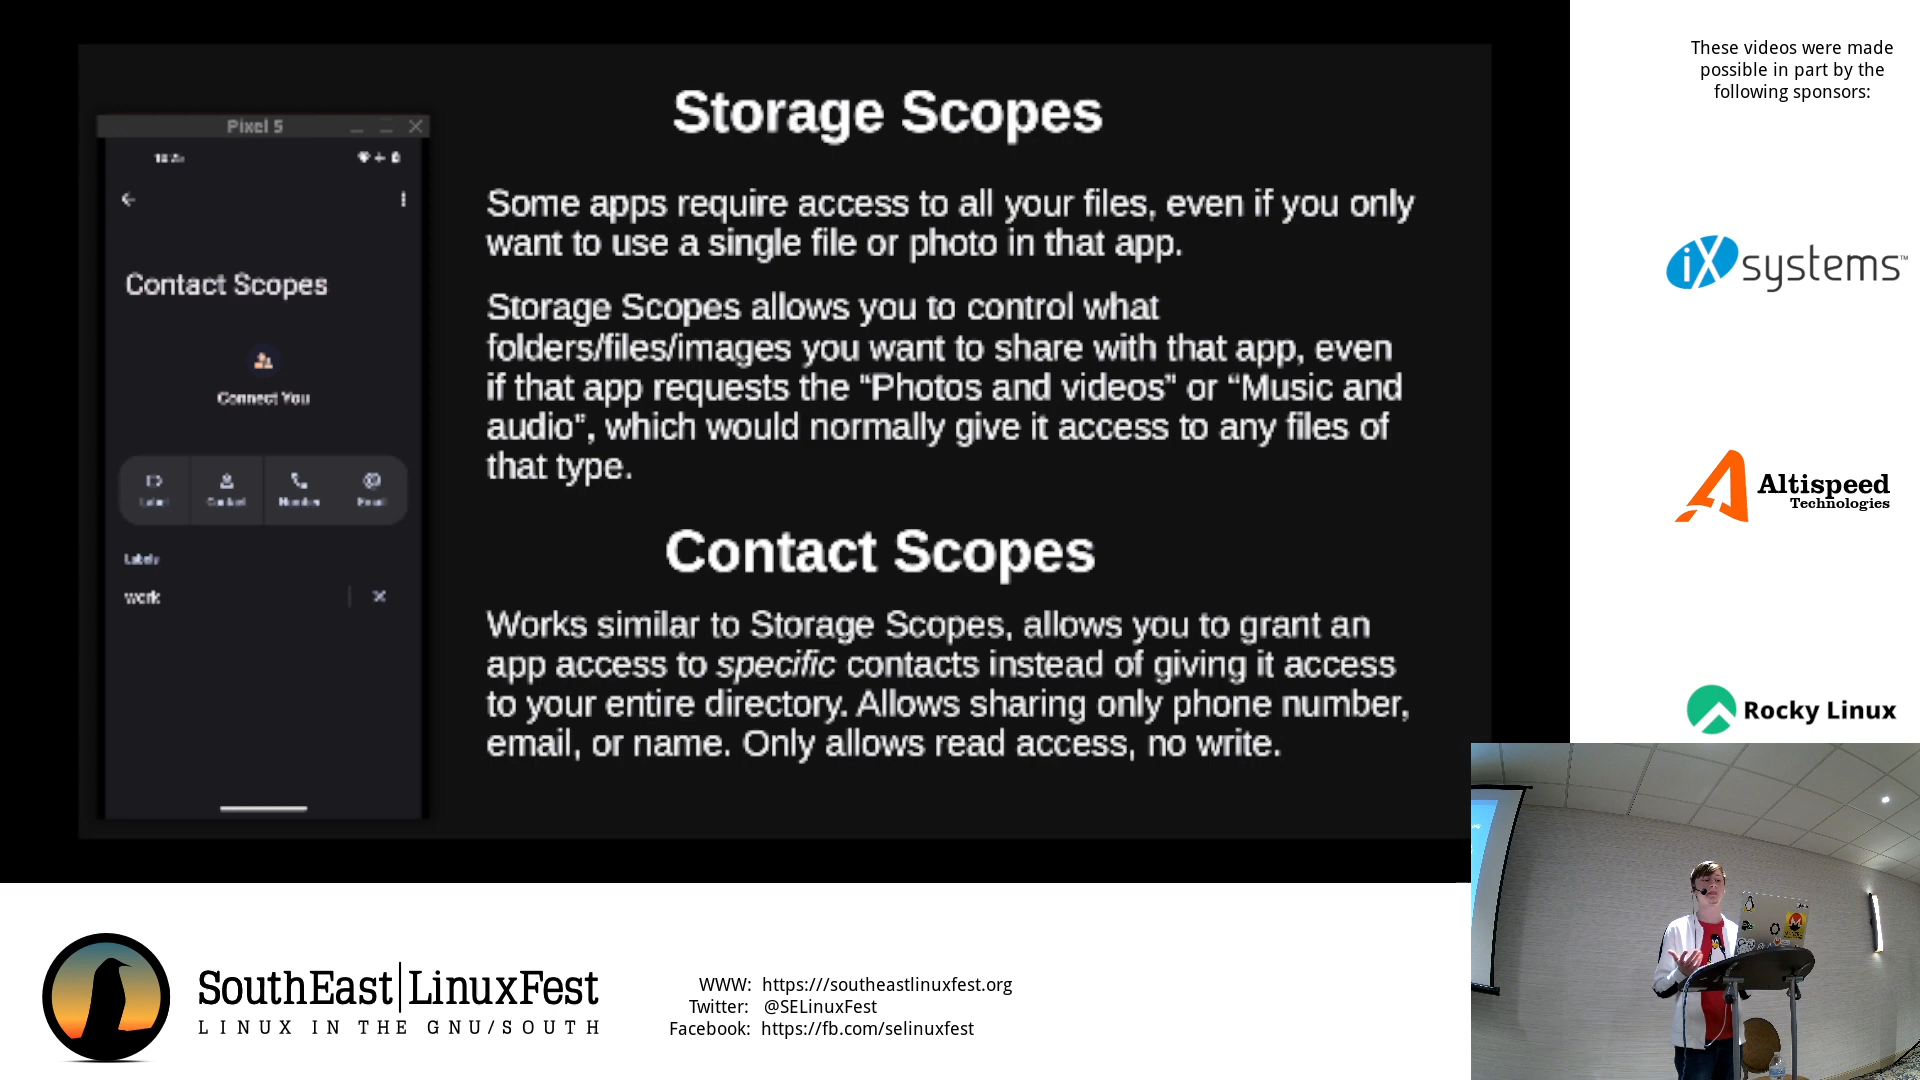 These videos were made
possible in part by the
following sponsors:
Storage Scopes
Some apps require access to all your files, even if you only
want to use a single file or photo in that app.
Storage Scopes allows you to control what
folders/files/images you want to share with that app, even
if that app requests the “Photos and videos” or “Music and
audio”, which would normally give it access to any files of
that type.
Contact Scopes
Works similar to Storage Scopes, allows you to grant an
app access to specific contacts instead of giving it access
to your entire directory. Allows sharing only phone number,
email, or name. Only allows read access, no write.
Pixel 5
Contact Scopes
Connect You
Label
Contact
Number
Email
Labels
work
iXsystems™
Altispeed
Technologies
Rocky Linux
SouthEast LinuxFest
LINUX IN THE GNU/SOUTH
WWW: https:///southeastlinuxfest.org
Twitter: @SELinuxFest
Facebook: https://fb.com/selinuxfest